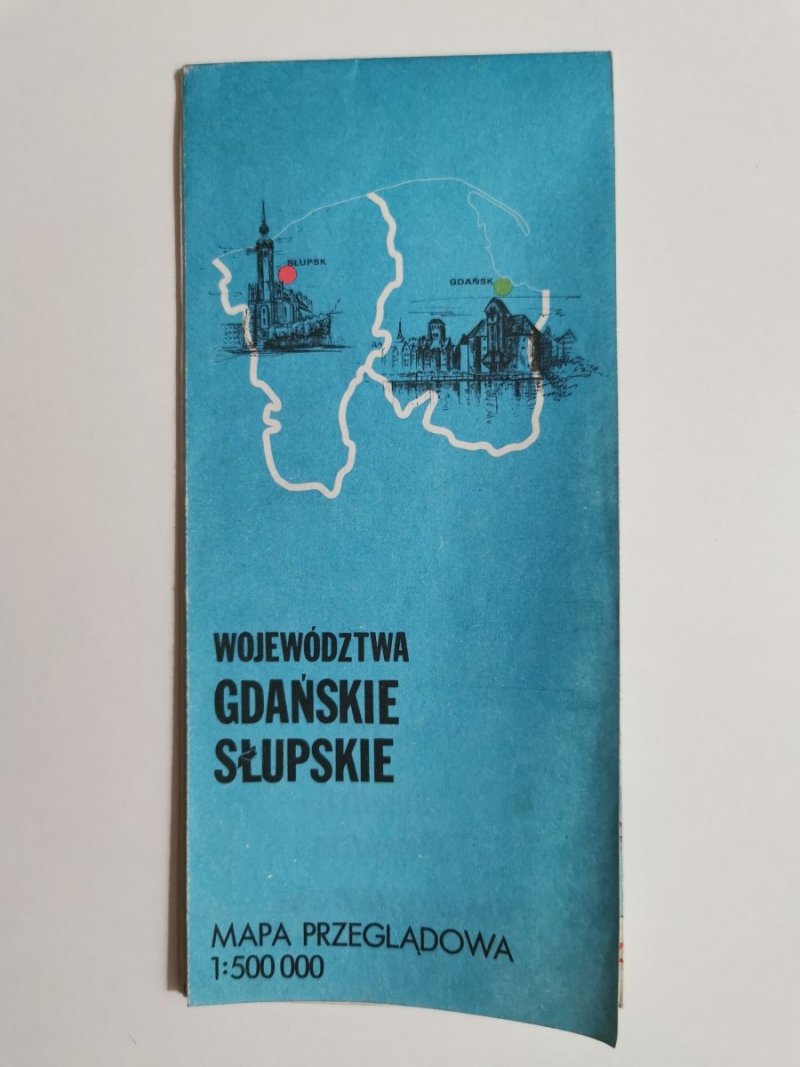 SŁUPSK
GDAŃSK
WOJEWÓDZTWA
GDAŃSKIE
SŁUPSKIE
MAPA PRZEGLĄDOWA
1:500 000